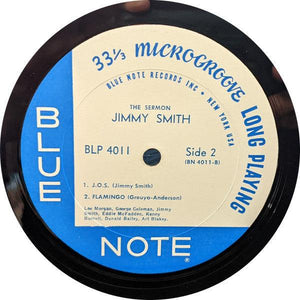 33⅓ MICROGROOVE LONG PLAYING
BLUE NOTE RECORDS INC • NEW YORK USA
THE SERMON
JIMMY SMITH
BLP 4011 Side 2
(BN-4011-B)
1. J.O.S. (Jimmy Smith)
2. FLAMINGO (Grouya-Anderson)
Lee Morgan, George Coleman, Jimmy
Smith, Eddie McFadden, Kenny
Burrell, Donald Bailey, Art Blakey.
BLUE
NOTE